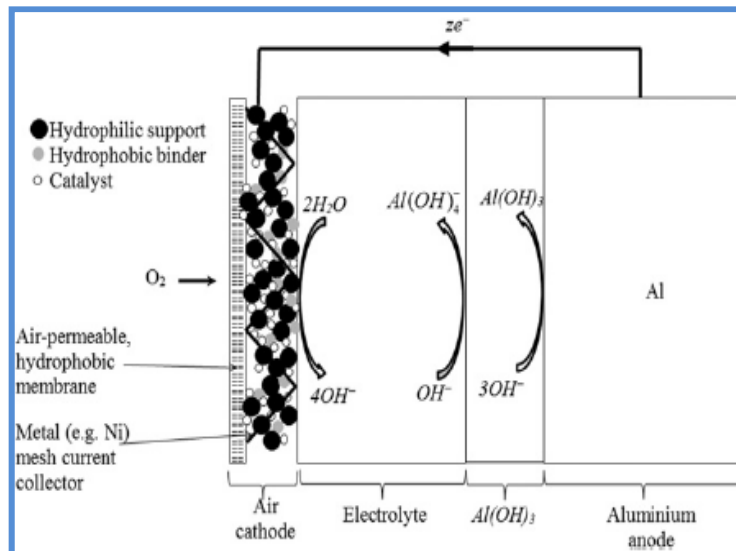 ze⁻
Hydrophilic support
Hydrophobic binder
Catalyst
2H₂O
Al(OH)₄⁻
Al(OH)₃
O₂
Al
Air-permeable,
hydrophobic
membrane
4OH⁻
OH⁻
3OH⁻
Metal (e.g. Ni)
mesh current
collector
Air
cathode
Electrolyte
Al(OH)₃
Aluminium
anode